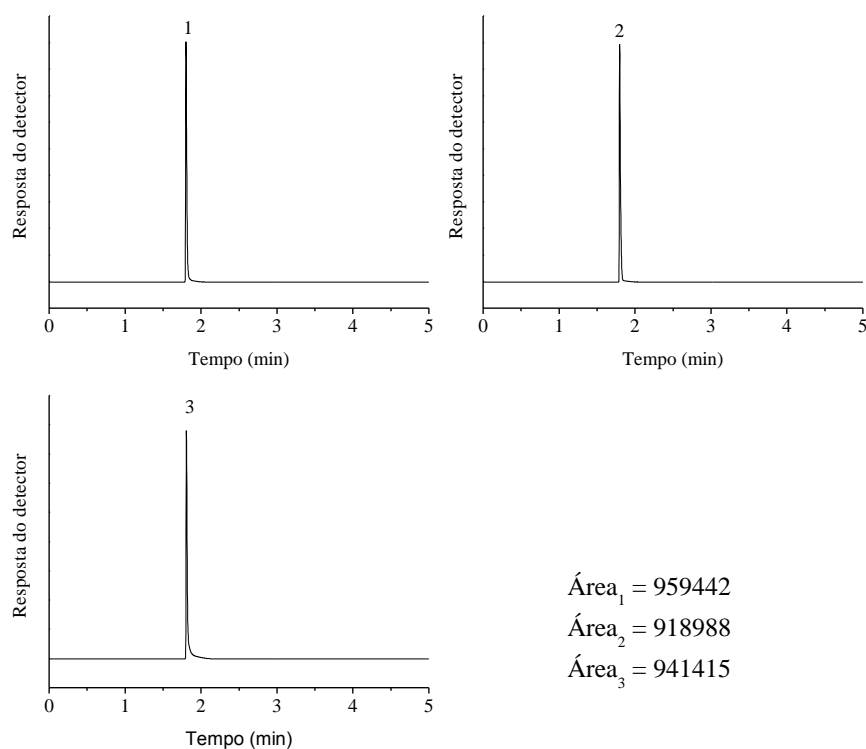 1
Resposta do detector
0 1 2 3 4 5
Tempo (min)
2
Resposta do detector
0 1 2 3 4 5
Tempo (min)
3
Resposta do detector
0 1 2 3 4 5
Tempo (min)
Área1 = 959442
Área2 = 918988
Área3 = 941415